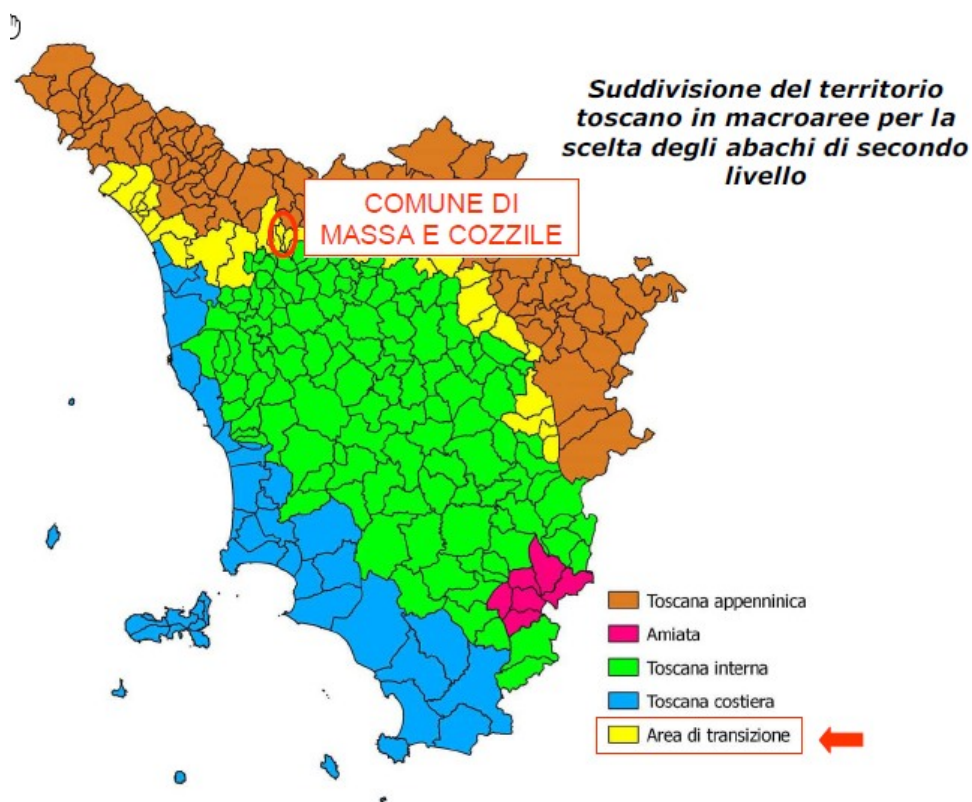 Suddivisione del territorio
toscano in macroaree per la
scelta degli abachi di secondo
livello
COMUNE DI
MASSA E COZZILE
Toscana appenninica
Amiata
Toscana interna
Toscana costiera
Area di transizione